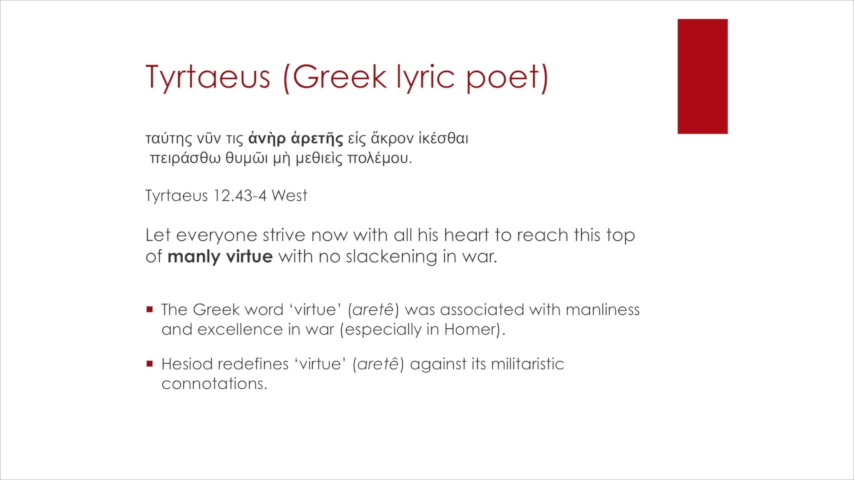 Tyrtaeus (Greek lyric poet)
ταύτης νῦν τις ἀνὴρ ἀρετῆς εἰς ἄκρον ἱκέσθαι
πειράσθω θυμῶι μὴ μεθιεὶς πολέμου.
Tyrtaeus 12.43-4 West
Let everyone strive now with all his heart to reach this top
of manly virtue with no slackening in war.
▪ The Greek word ‘virtue’ (aretê) was associated with manliness
and excellence in war (especially in Homer).
▪ Hesiod redefines ‘virtue’ (aretê) against its militaristic
connotations.